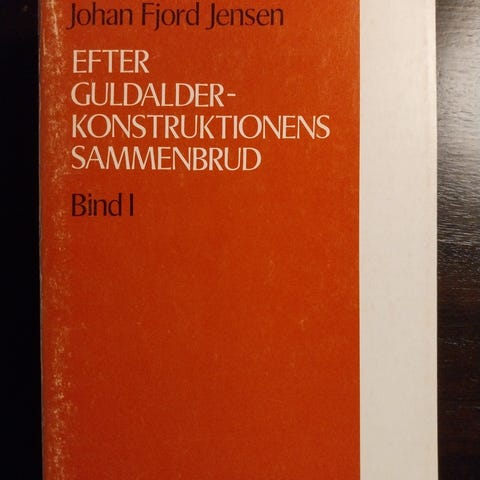 Johan Fjord Jensen
EFTER
GULDALDER-
KONSTRUKTIONENS
SAMMENBRUD
Bind I